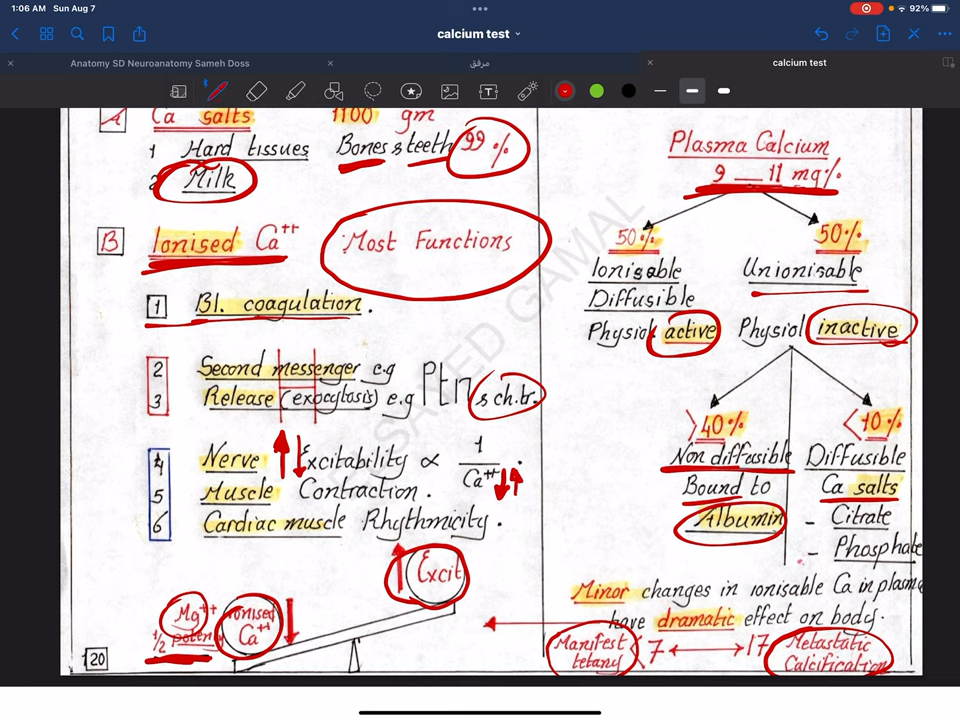 1:06 AM Sun Aug 7
92%
calcium test
Anatomy SD Neuroanatomy Sameh Doss
مرفق
calcium test
A Ca salts 1100 gm
1 Hard tissues Bones & teeth 99%
2 Milk
B Ionised Ca++ Most Functions
1 Bl. coagulation.
2 Second messenger e.g
3 Release (exocytosis) e.g Ptn s ch.tr.
4 Nerve Excitability ∝ 1/Ca++.
5 Muscle Contraction.
6 Cardiac muscle Rhythmicity.
Excit
Mg++
1/2 poten
ionised
Ca++
20
Plasma Calcium
9 — 11 mg%
50% 50%
Ionisable Unionisable
Diffusible
Physiol active Physiol inactive
>40% <10%
Non diffusible Diffusible
Bound to Ca salts
Albumin - Citrate
- Phosphate
Minor changes in ionisable Ca in plasma
have dramatic effect on body.
Manifest tetany < 7 ↔ 17 Metastatic Calcification
SAEED GAMAL